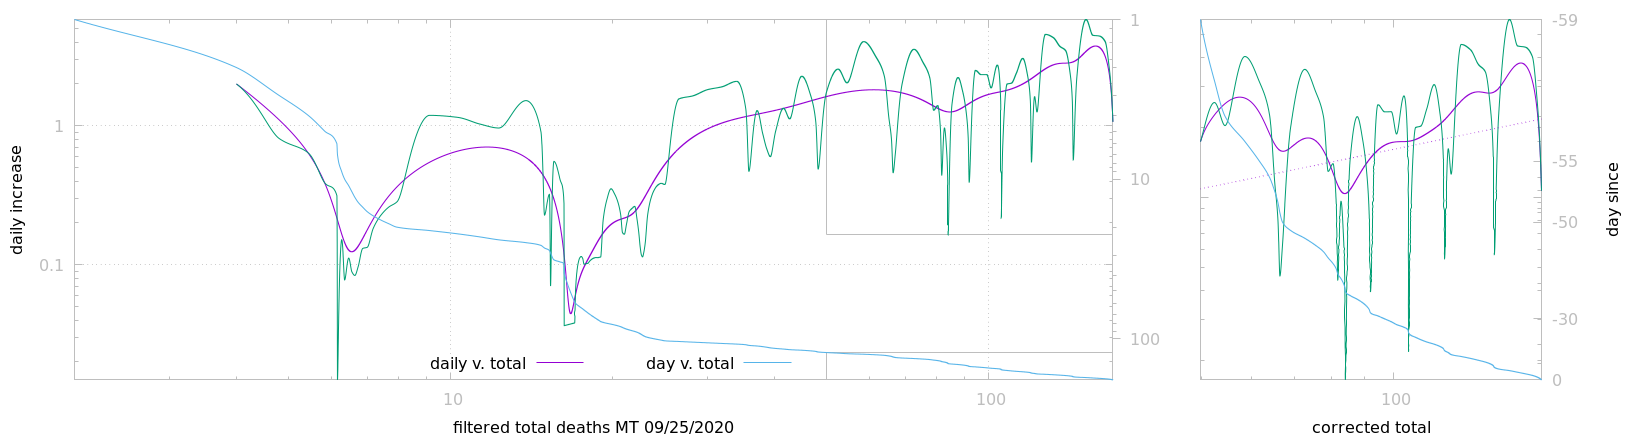 daily increase
1
0.1
10
100
filtered total deaths MT 09/25/2020
daily v. total
day v. total
1
10
100
100
corrected total
-59
-55
-50
-30
0
day since